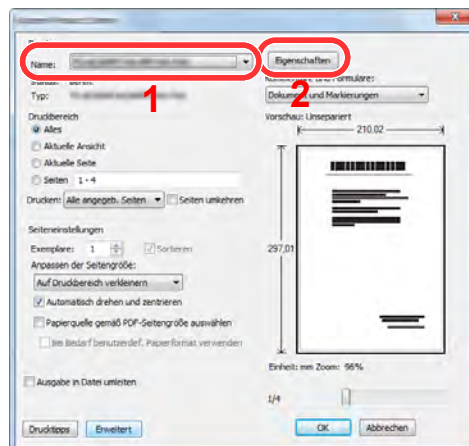 Name:
Eigenschaften
1
2
Status: Bereit
Kommentare und Formulare:
Typ:
Dokument und Markierungen
Druckbereich
Vorschau: Unsepariert
Alles
210,02
Aktuelle Ansicht
Aktuelle Seite
Seiten 1 - 4
Drucken: Alle angegeb. Seiten
Seiten umkehren
Seiteneinstellungen
Exemplare: 1
Sortieren
297,01
Anpassen der Seitengröße:
Auf Druckbereich verkleinern
Automatisch drehen und zentrieren
Papierquelle gemäß PDF-Seitengröße auswählen
Bei Bedarf benutzerdef. Papierformat verwenden
Einheit: mm Zoom: 96%
Ausgabe in Datei umleiten
1/4
Drucktipps
Erweitert
OK
Abbrechen